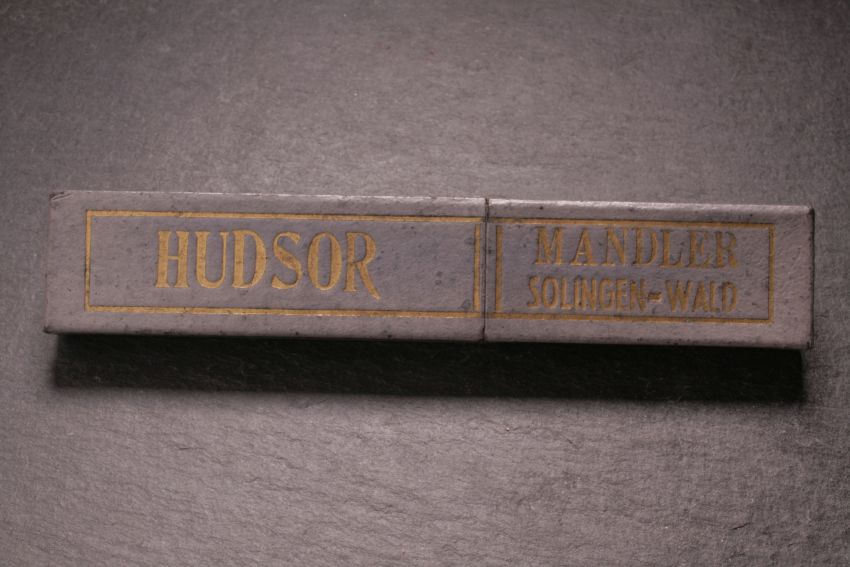 HUDSOR
MANDLER
SOLINGEN-WALD